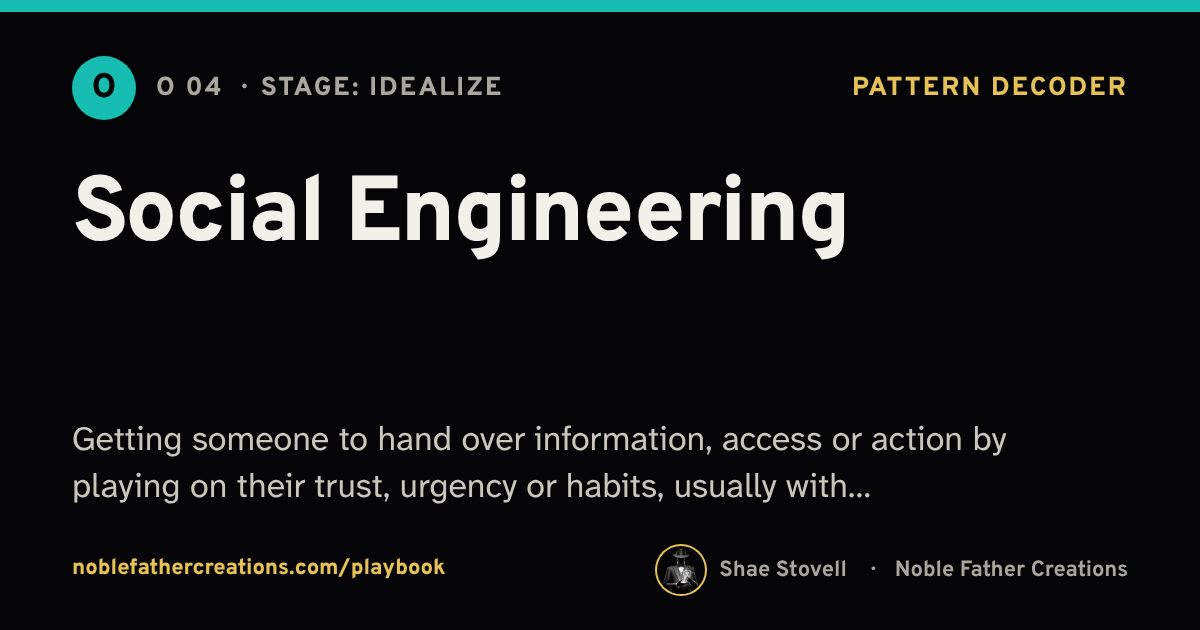 O
O 04 · STAGE: IDEALIZE
PATTERN DECODER
Social Engineering
Getting someone to hand over information, access or action by
playing on their trust, urgency or habits, usually with...
noblefathercreations.com/playbook
Shae Stovell · Noble Father Creations